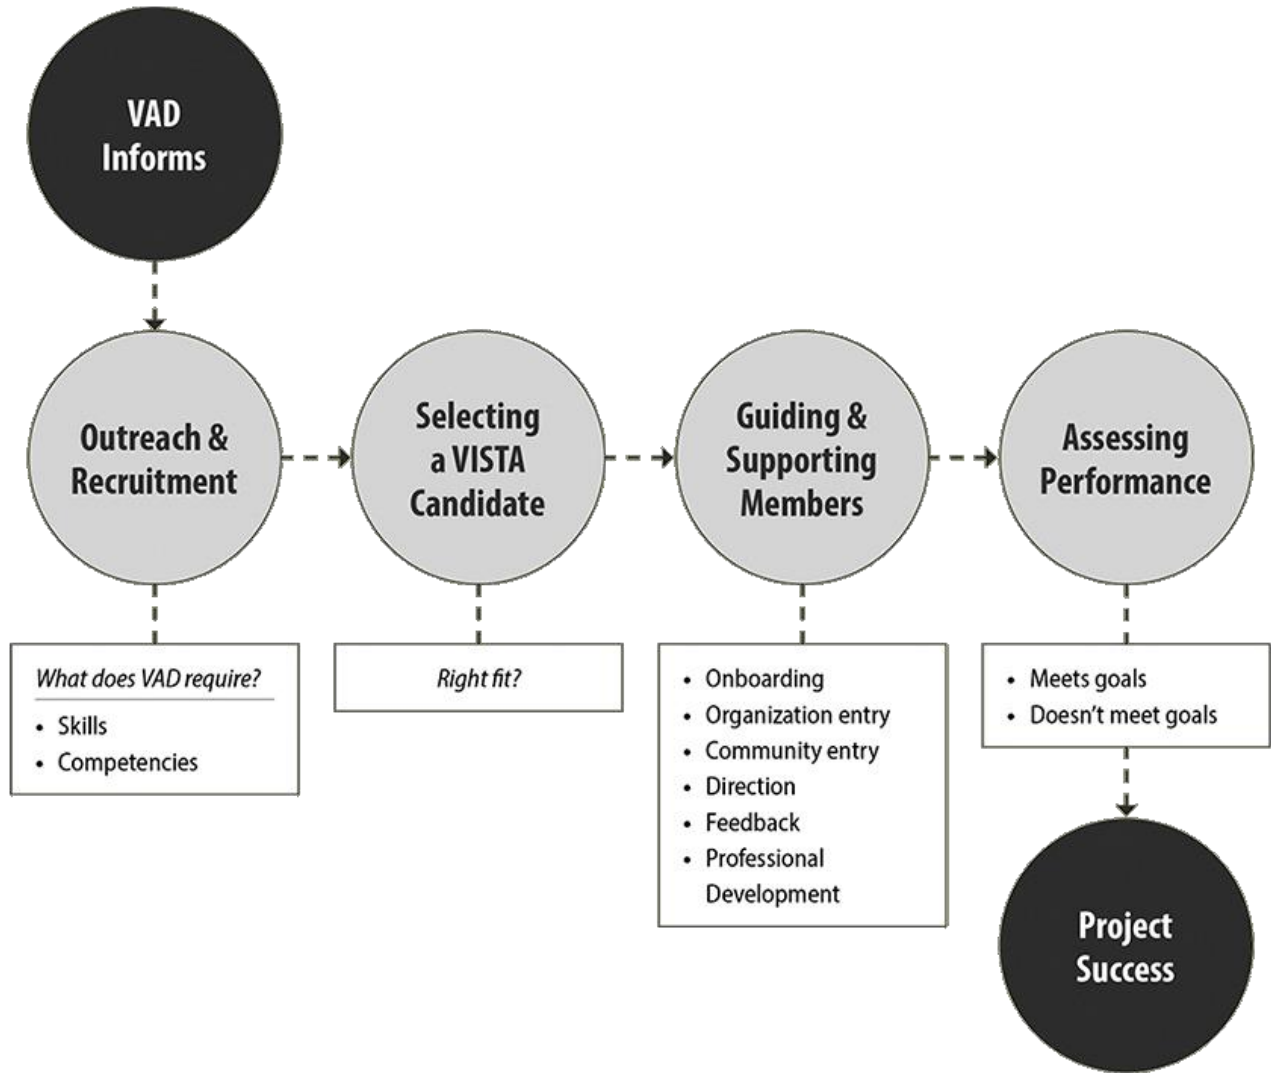 VAD
Informs
Outreach &
Recruitment
Selecting
a VISTA
Candidate
Guiding &
Supporting
Members
Assessing
Performance
What does VAD require?
• Skills
• Competencies
Right fit?
• Onboarding
• Organization entry
• Community entry
• Direction
• Feedback
• Professional
Development
• Meets goals
• Doesn't meet goals
Project
Success